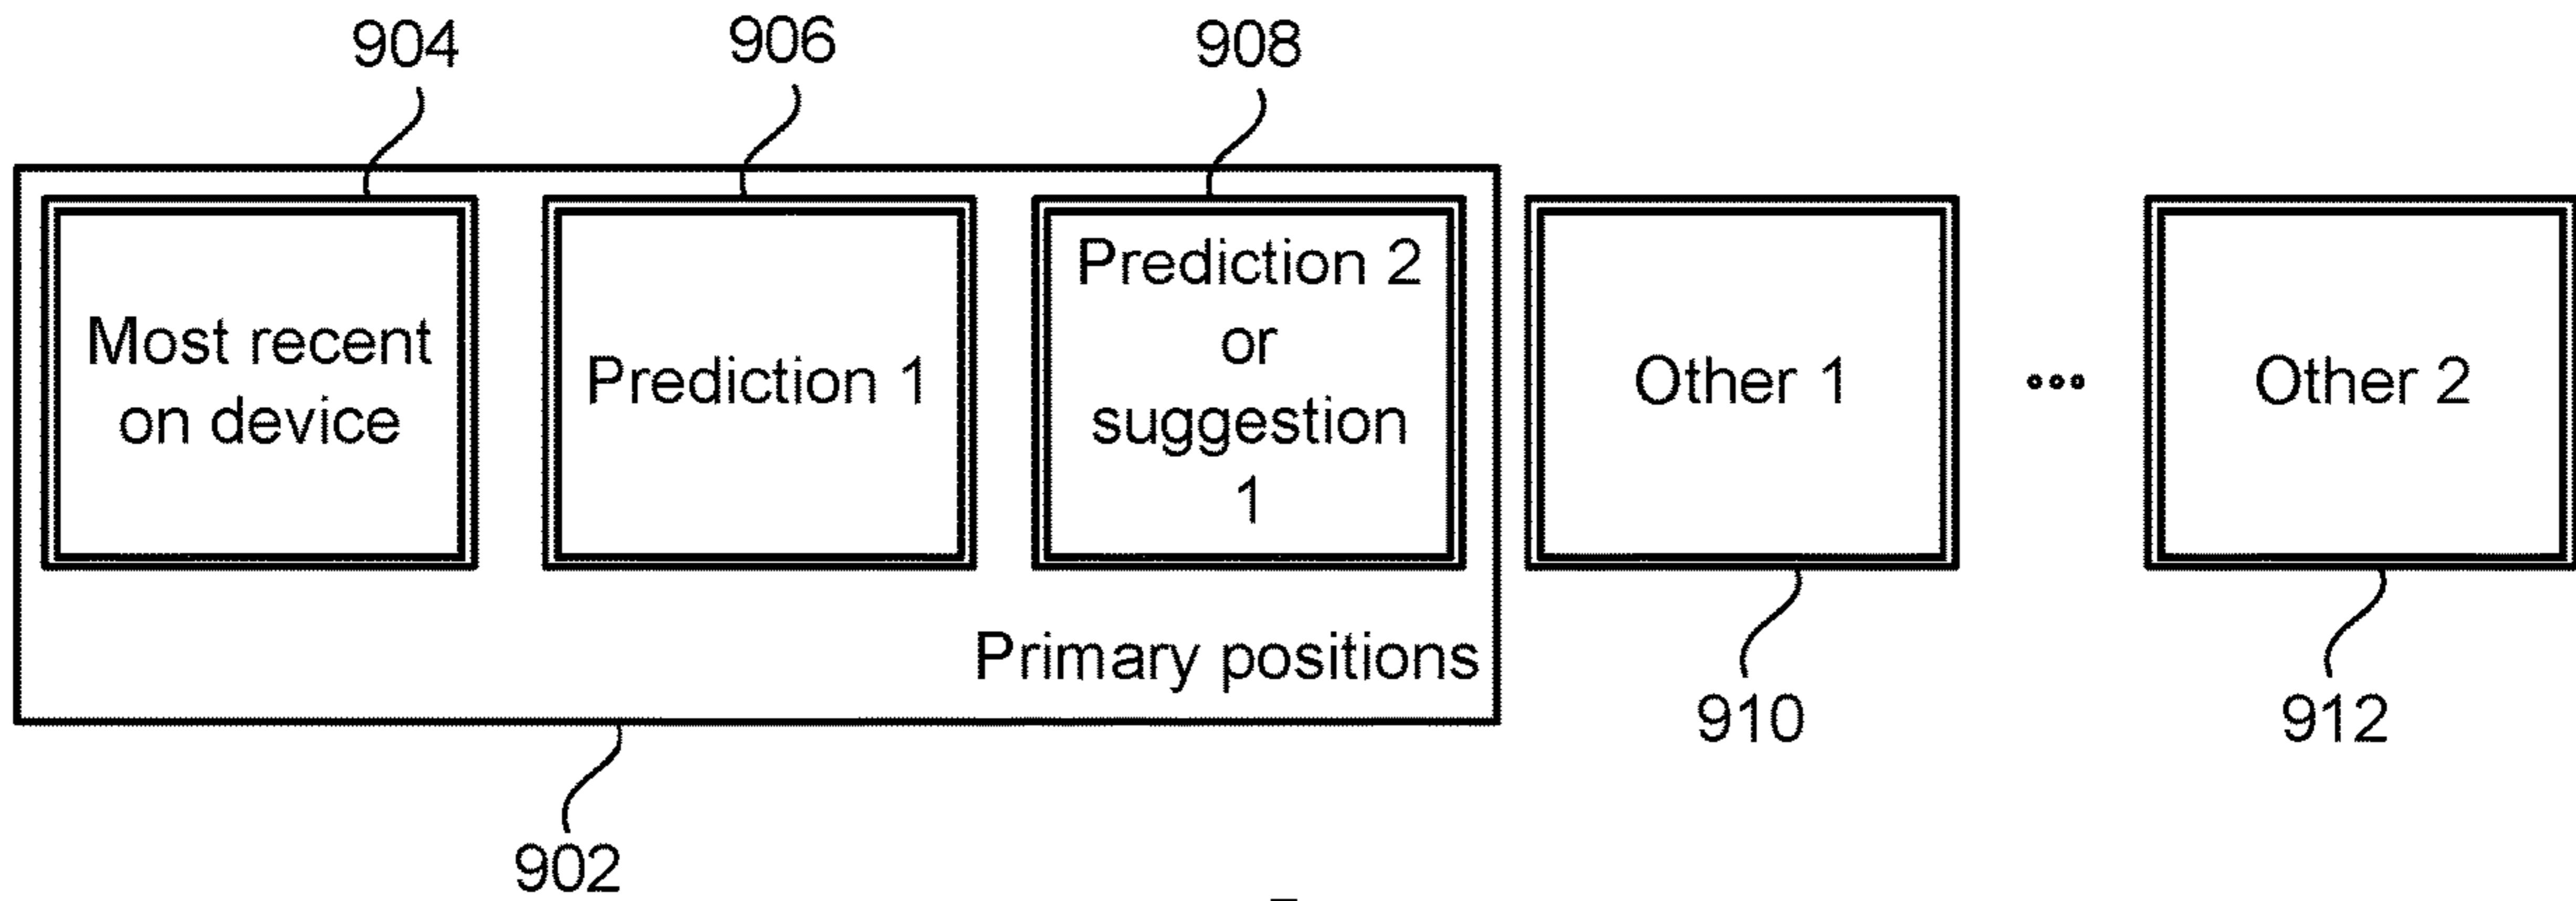 904
906
908
Most recent
on device
Prediction 1
Prediction 2
or
suggestion
1
Other 1
Other 2
Primary positions
910
912
902